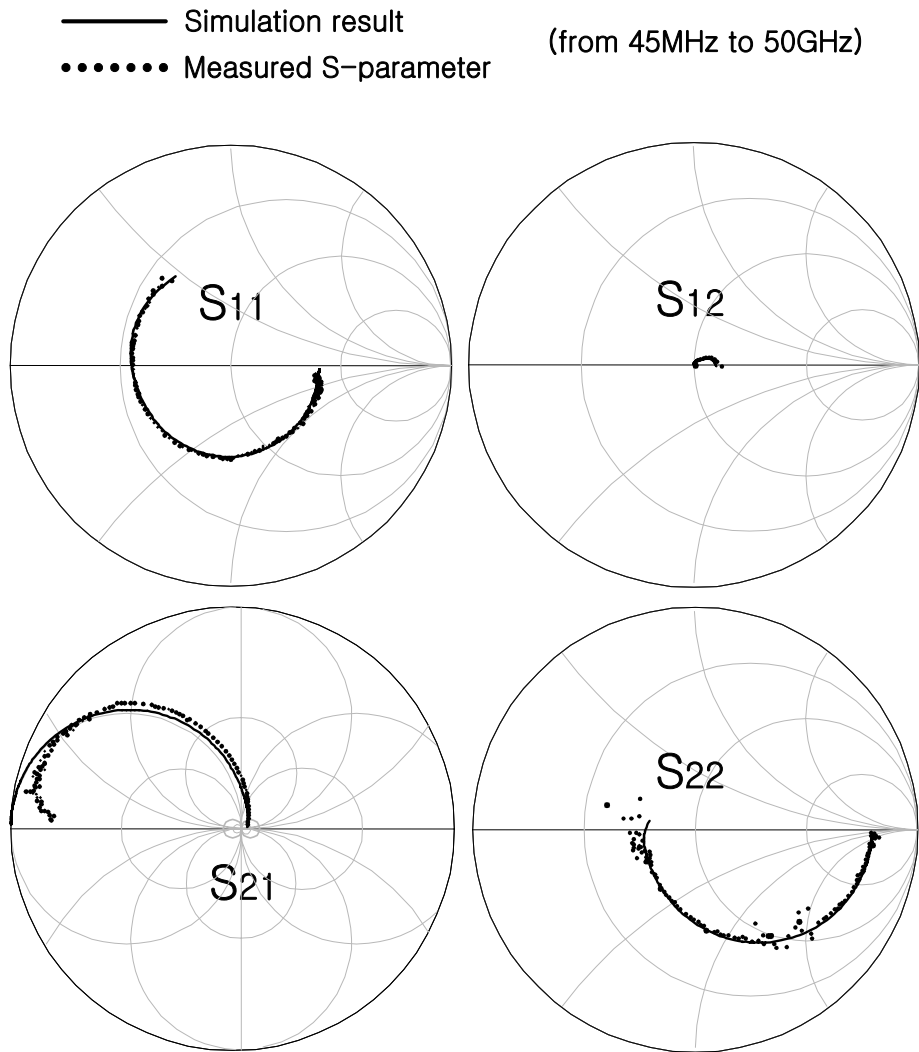 Simulation result
(from 45MHz to 50GHz)
Measured S-parameter
S11
S12
S22
S21